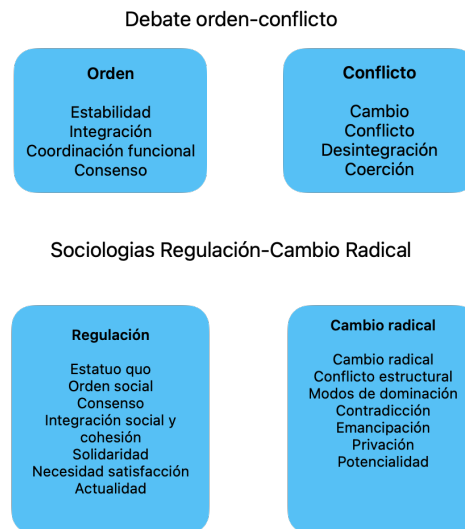 Debate orden-conflicto
Orden
Estabilidad
Integración
Coordinación funcional
Consenso
Conflicto
Cambio
Conflicto
Desintegración
Coerción
Sociologias Regulación-Cambio Radical
Regulación
Estatuo quo
Orden social
Consenso
Integración social y
cohesión
Solidaridad
Necesidad satisfacción
Actualidad
Cambio radical
Cambio radical
Conflicto estructural
Modos de dominación
Contradicción
Emancipación
Privación
Potencialidad